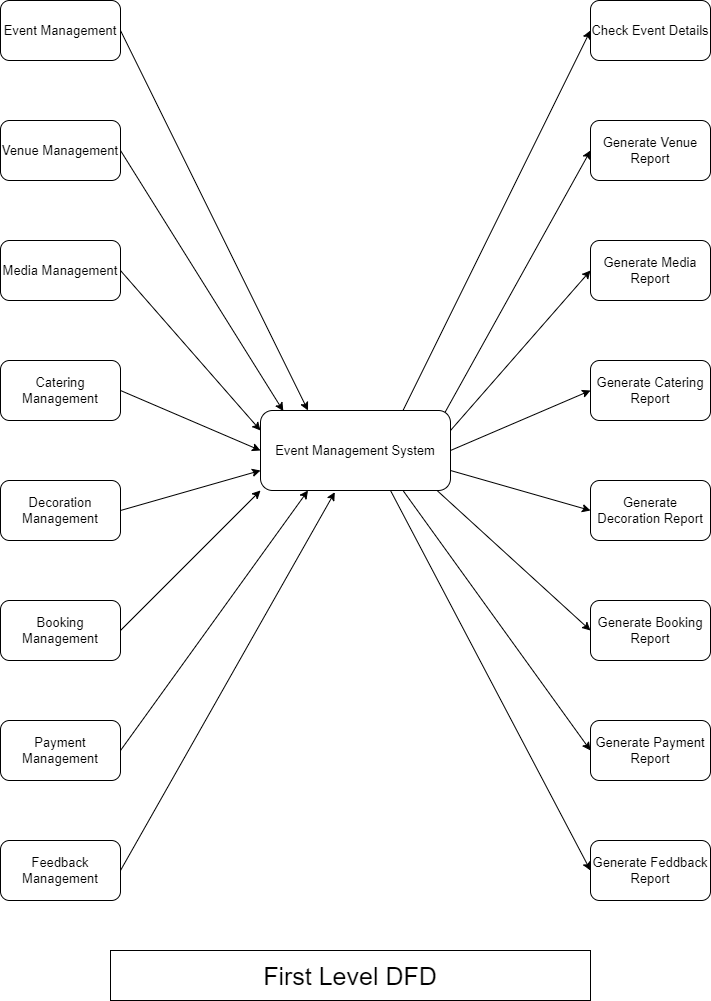 Event Management
Check Event Details
Venue Management
Generate Venue
Report
Media Management
Generate Media
Report
Catering
Management
Generate Catering
Report
Event Management System
Decoration
Management
Generate
Decoration Report
Booking
Management
Generate Booking
Report
Payment
Management
Generate Payment
Report
Feedback
Management
Generate Feddback
Report
First Level DFD